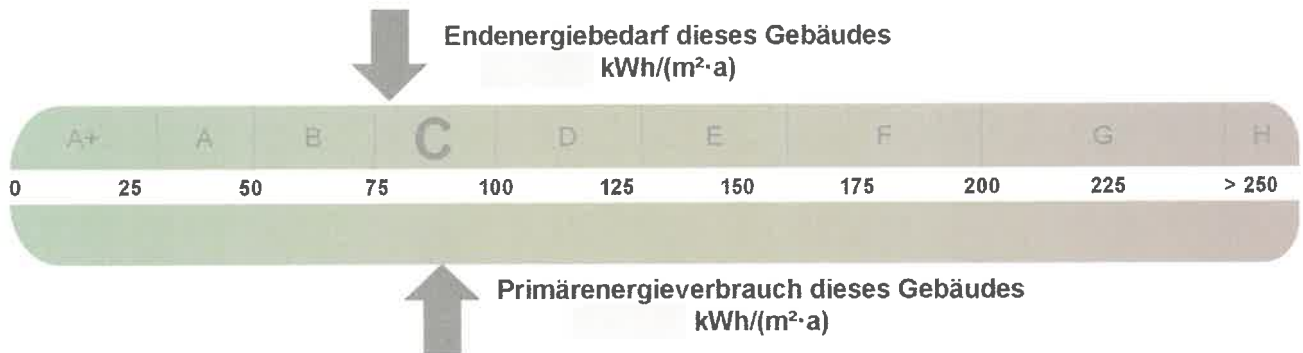 Endenergiebedarf dieses Gebäudes
kWh/(m²·a)
A+ A B C D E F G H
0 25 50 75 100 125 150 175 200 225 > 250
Primärenergieverbrauch dieses Gebäudes
kWh/(m²·a)